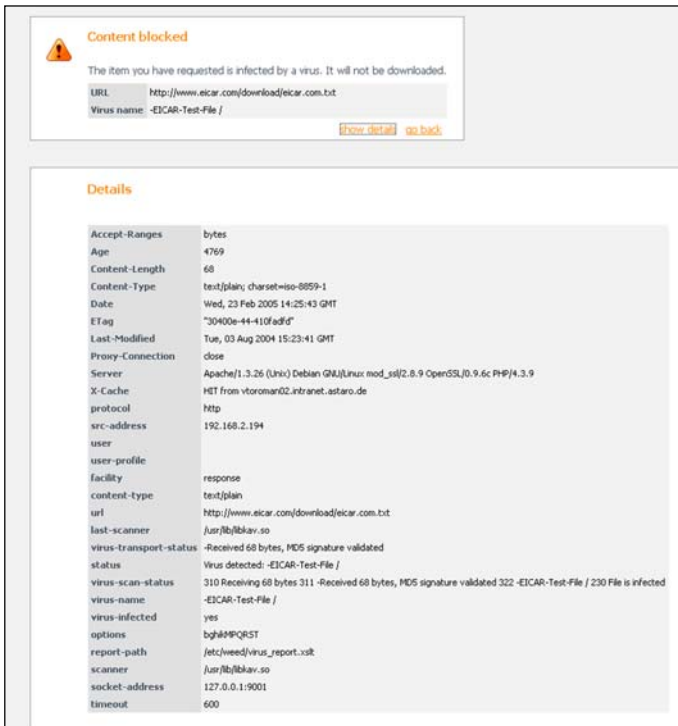 Content blocked
The item you have requested is infected by a virus. It will not be downloaded.
URL http://www.eicar.com/download/eicar.com.txt
Virus name -EICAR-Test-File /
show details go back
Details
Accept-Ranges bytes
Age 4769
Content-Length 68
Content-Type text/plain; charset=iso-8859-1
Date Wed, 23 Feb 2005 14:25:43 GMT
ETag "30400e-44-410fadfd"
Last-Modified Tue, 03 Aug 2004 15:23:41 GMT
Proxy-Connection close
Server Apache/1.3.26 (Unix) Debian GNU/Linux mod_ssl/2.8.9 OpenSSL/0.9.6c PHP/4.3.9
X-Cache HIT from vtoroman02.intranet.astaro.de
protocol http
src-address 192.168.2.194
user
user-profile
facility response
content-type text/plain
url http://www.eicar.com/download/eicar.com.txt
last-scanner /usr/lib/libkav.so
virus-transport-status -Received 68 bytes, MD5 signature validated
status Virus detected: -EICAR-Test-File /
virus-scan-status 310 Receiving 68 bytes 311 -Received 68 bytes, MD5 signature validated 322 -EICAR-Test-File / 230 File is infected
virus-name -EICAR-Test-File /
virus-infected yes
options bghikMPQRST
report-path /etc/weed/virus_report.xslt
scanner /usr/lib/libkav.so
socket-address 127.0.0.1:9001
timeout 600